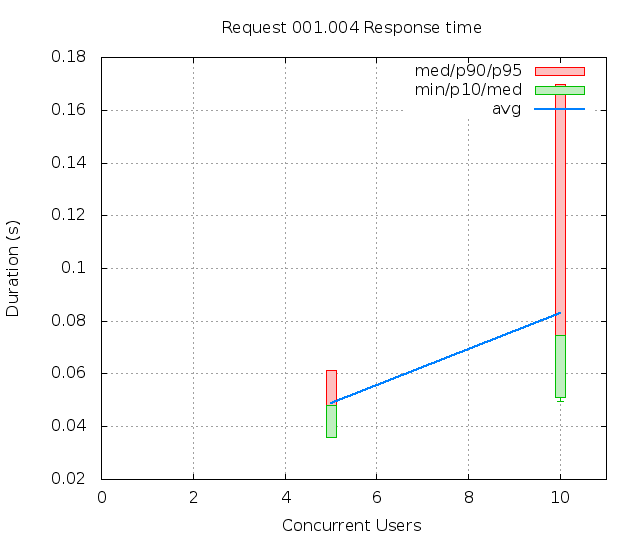 Request 001.004 Response time
0.18
0.16
0.14
0.12
0.1
0.08
0.06
0.04
0.02
Duration (s)
med/p90/p95
min/p10/med
avg
0 2 4 6 8 10
Concurrent Users